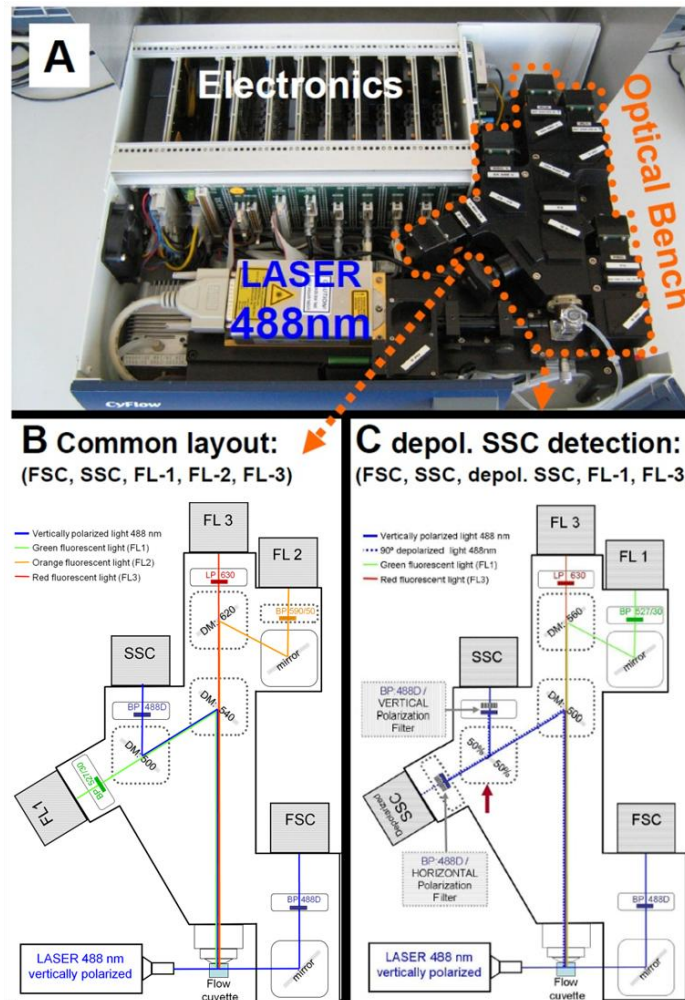 A
Electronics
Optical Bench
LASER
488nm
CyFlow
B Common layout:
(FSC, SSC, FL-1, FL-2, FL-3)
FL 3
Vertically polarized light 488 nm
Green fluorescent light (FL1)
Orange fluorescent light (FL2)
Red fluorescent light (FL3)
FL 2
LP 630
BP 590/50
DM: 620
mirror
SSC
BP: 488D
DM: 540
DM: 500
BP 527/30
FL1
FSC
BP:488D
LASER 488 nm
vertically polarized
Flow
cuvette
mirror
C depol. SSC detection:
(FSC, SSC, depol. SSC, FL-1, FL-3
FL 3
Vertically polarized light 488 nm
90° depolarized light 488nm
Green fluorescent light (FL1)
Red fluorescent light (FL3)
FL 1
LP 630
BP 527/30
DM: 560
mirror
SSC
BP:488D /
VERTICAL
Polarization
Filter
DM:500
50%
50%
SSC
Depolarized
FSC
BP:488D /
HORIZONTAL
Polarization
Filter
BP:488D
LASER 488 nm
vertically polarized
Flow
cuvette
mirror